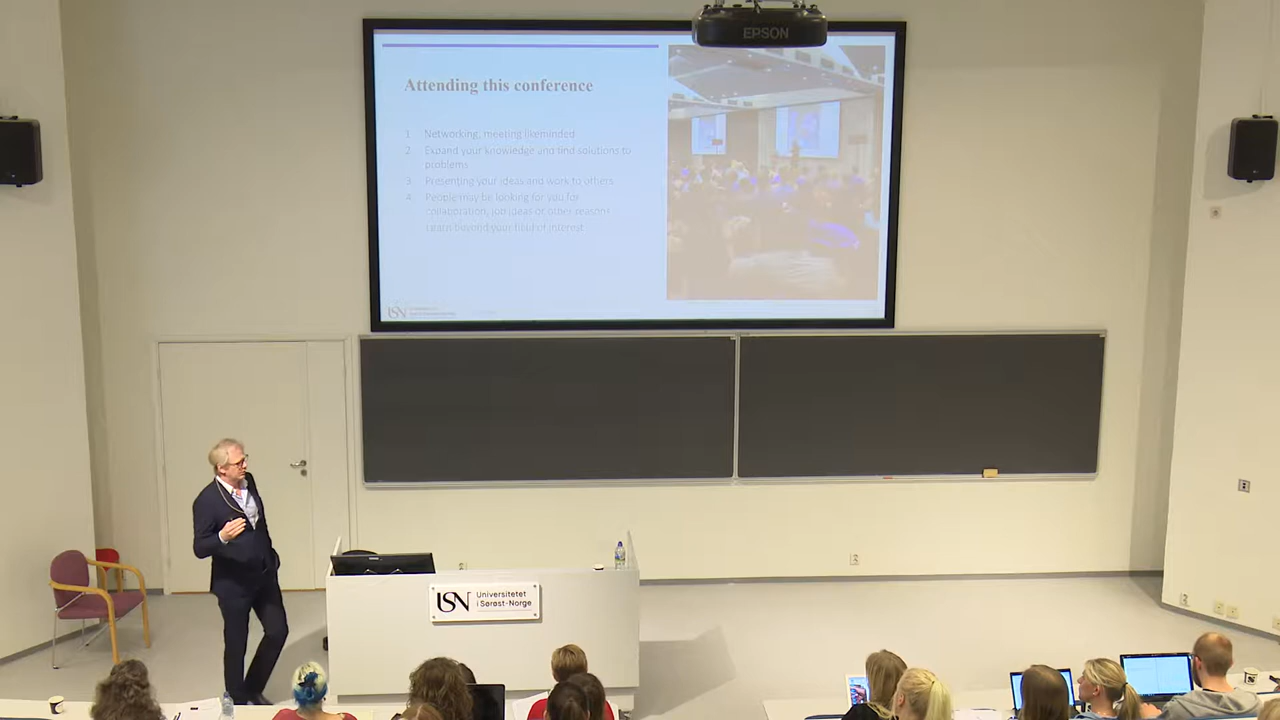 EPSON
Attending this conference
1. Networking, meeting likeminded
2. Expand your knowledge and find solutions to
problems
3. Presenting your ideas and work to others
4. People may be looking for you for
collaboration, job ideas or other reasons
Learn beyond your field of interest
USN
USN Universitetet
i Sørøst-Norge